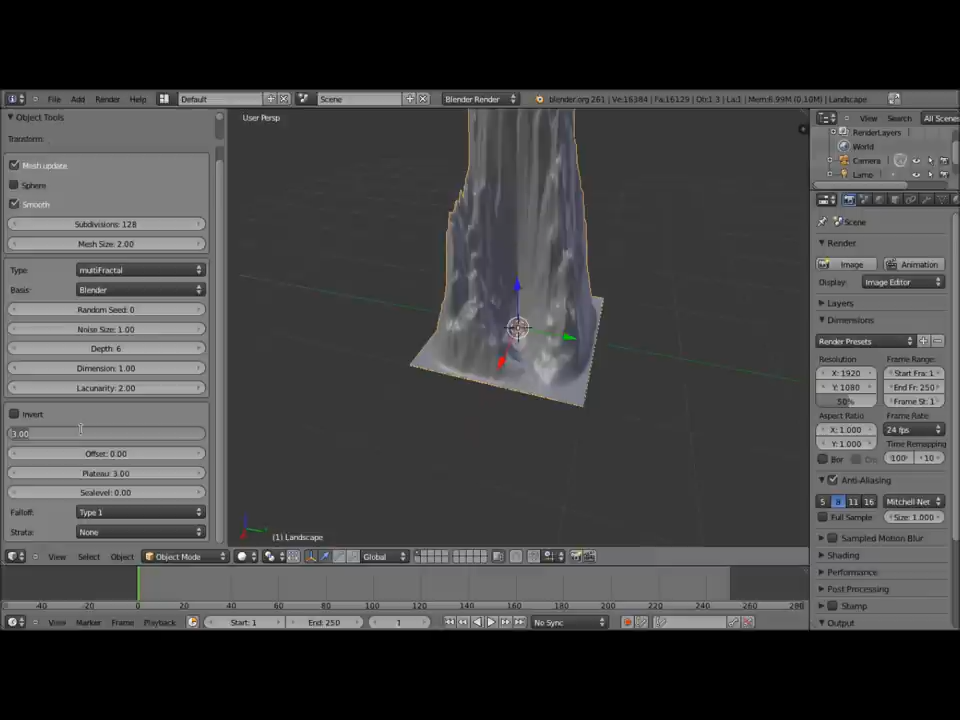 File Add Render Help Default Scene Blender Render blender.org 261 | Ve:16384 | Fa:16129 | Ob:1-3 | La:1 | Mem:6.99M (0.10M) | Landscape
Object Tools
Transform:
Mesh update
Sphere
Smooth
Subdivisions: 128
Mesh Size: 2.00
Type multiFractal
Basis: Blender
Random Seed: 0
Noise Size: 1.00
Depth: 6
Dimension: 1.00
Lacunarity: 2.00
Invert
3.00
Offset: 0.00
Plateau: 3.00
Sealevel: 0.00
Falloff: Type 1
Strata: None
User Persp
(1) Landscape
View Select Object Object Mode Global
-40 -20 0 20 40 60 80 100 120 140 160 180 200 220 240 260 280
View Marker Frame Playback Start: 1 End: 250 1 No Sync
View Search All Scenes
RenderLayers
World
Camera
Lamp
Scene
Render
Image Animation
Display: Image Editor
Layers
Dimensions
Render Presets
Resolution Frame Range:
X: 1920 Start Fra: 1
Y: 1080 End Fr: 250
50% Frame St: 1
Aspect Ratio Frame Rate
X: 1.000 24 fps
Y: 1.000 Time Remapping
Bor 100 10
Anti-Aliasing
5 8 11 16 Mitchell-Net
Full Sample Size: 1.000
Sampled Motion Blur
Shading
Performance
Post Processing
Stamp
Output